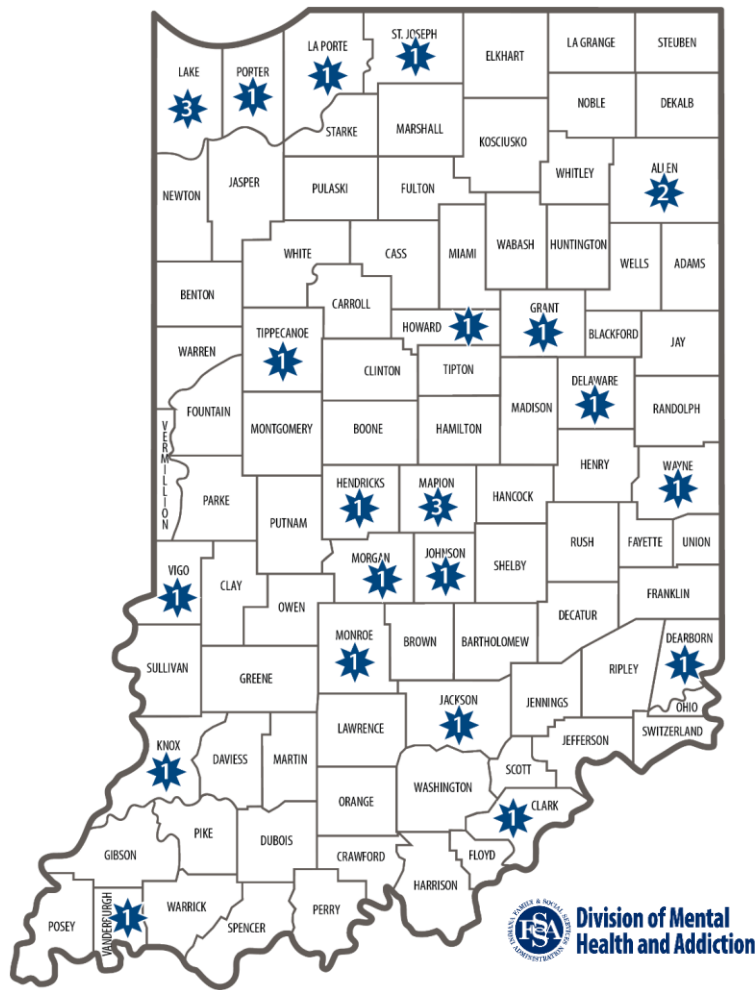 LA PORTE
ST. JOSEPH
ELKHART
LA GRANGE
STEUBEN
LAKE
PORTER
1
1
3
1
NOBLE
DEKALB
STARKE
MARSHALL
KOSCIUSKO
WHITLEY
ALLEN
2
NEWTON
JASPER
PULASKI
FULTON
WHITE
CASS
MIAMI
WABASH
HUNTINGTON
WELLS
ADAMS
BENTON
CARROLL
HOWARD
1
GRANT
1
BLACKFORD
JAY
TIPPECANOE
1
WARREN
CLINTON
TIPTON
DELAWARE
1
FOUNTAIN
MONTGOMERY
BOONE
HAMILTON
MADISON
RANDOLPH
VERMILLION
PARKE
PUTNAM
HENDRICKS
1
MAPION
3
HANCOCK
HENRY
WAYNE
1
RUSH
FAYETTE
UNION
VIGO
1
CLAY
OWEN
MORGAN
1
JOHNSON
1
SHELBY
DECATUR
FRANKLIN
SULLIVAN
GREENE
MONROE
1
BROWN
BARTHOLOMEW
RIPLEY
DEARBORN
1
OHIO
JENNINGS
JACKSON
1
SWITZERLAND
JEFFERSON
KNOX
1
DAVIESS
MARTIN
LAWRENCE
WASHINGTON
SCOTT
CLARK
1
ORANGE
PIKE
DUBOIS
GIBSON
CRAWFORD
FLOYD
HARRISON
POSEY
VANDERBURGH
1
WARRICK
SPENCER
PERRY
INDIANA FAMILY & SOCIAL SERVICES ADMINISTRATION
FSSA
Division of Mental
Health and Addiction